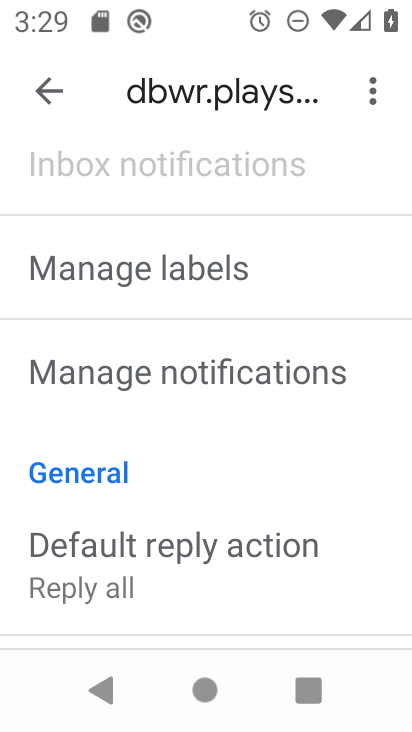 3:29
dbwr.plays...
Inbox notifications
Manage labels
Manage notifications
General
Default reply action
Reply all